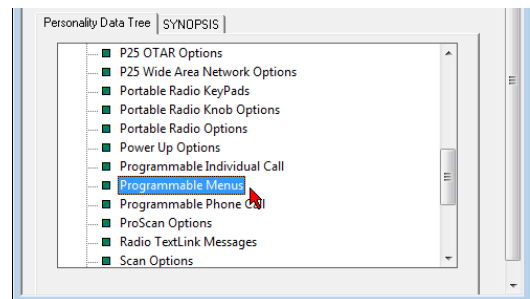 Personality Data Tree SYNOPSIS
P25 OTAR Options
P25 Wide Area Network Options
Portable Radio KeyPads
Portable Radio Knob Options
Portable Radio Options
Power Up Options
Programmable Individual Call
Programmable Menus
Programmable Phone Call
ProScan Options
Radio TextLink Messages
Scan Options